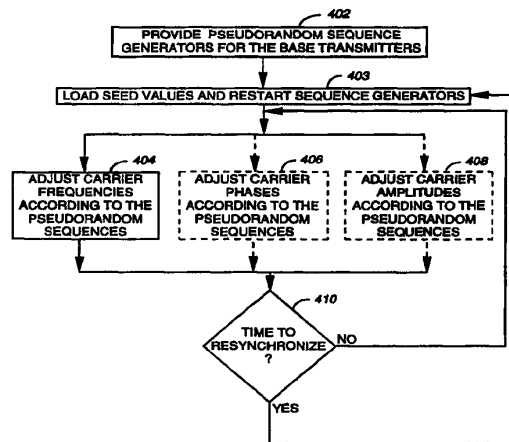 402
PROVIDE PSEUDORANDOM SEQUENCE
GENERATORS FOR THE BASE TRANSMITTERS
403
LOAD SEED VALUES AND RESTART SEQUENCE GENERATORS
404
ADJUST CARRIER
FREQUENCIES
ACCORDING TO THE
PSEUDORANDOM
SEQUENCES
406
ADJUST CARRIER
PHASES
ACCORDING TO THE
PSEUDORANDOM
SEQUENCES
408
ADJUST CARRIER
AMPLITUDES
ACCORDING TO THE
PSEUDORANDOM
SEQUENCES
410
TIME TO
RESYNCHRONIZE
?
NO
YES